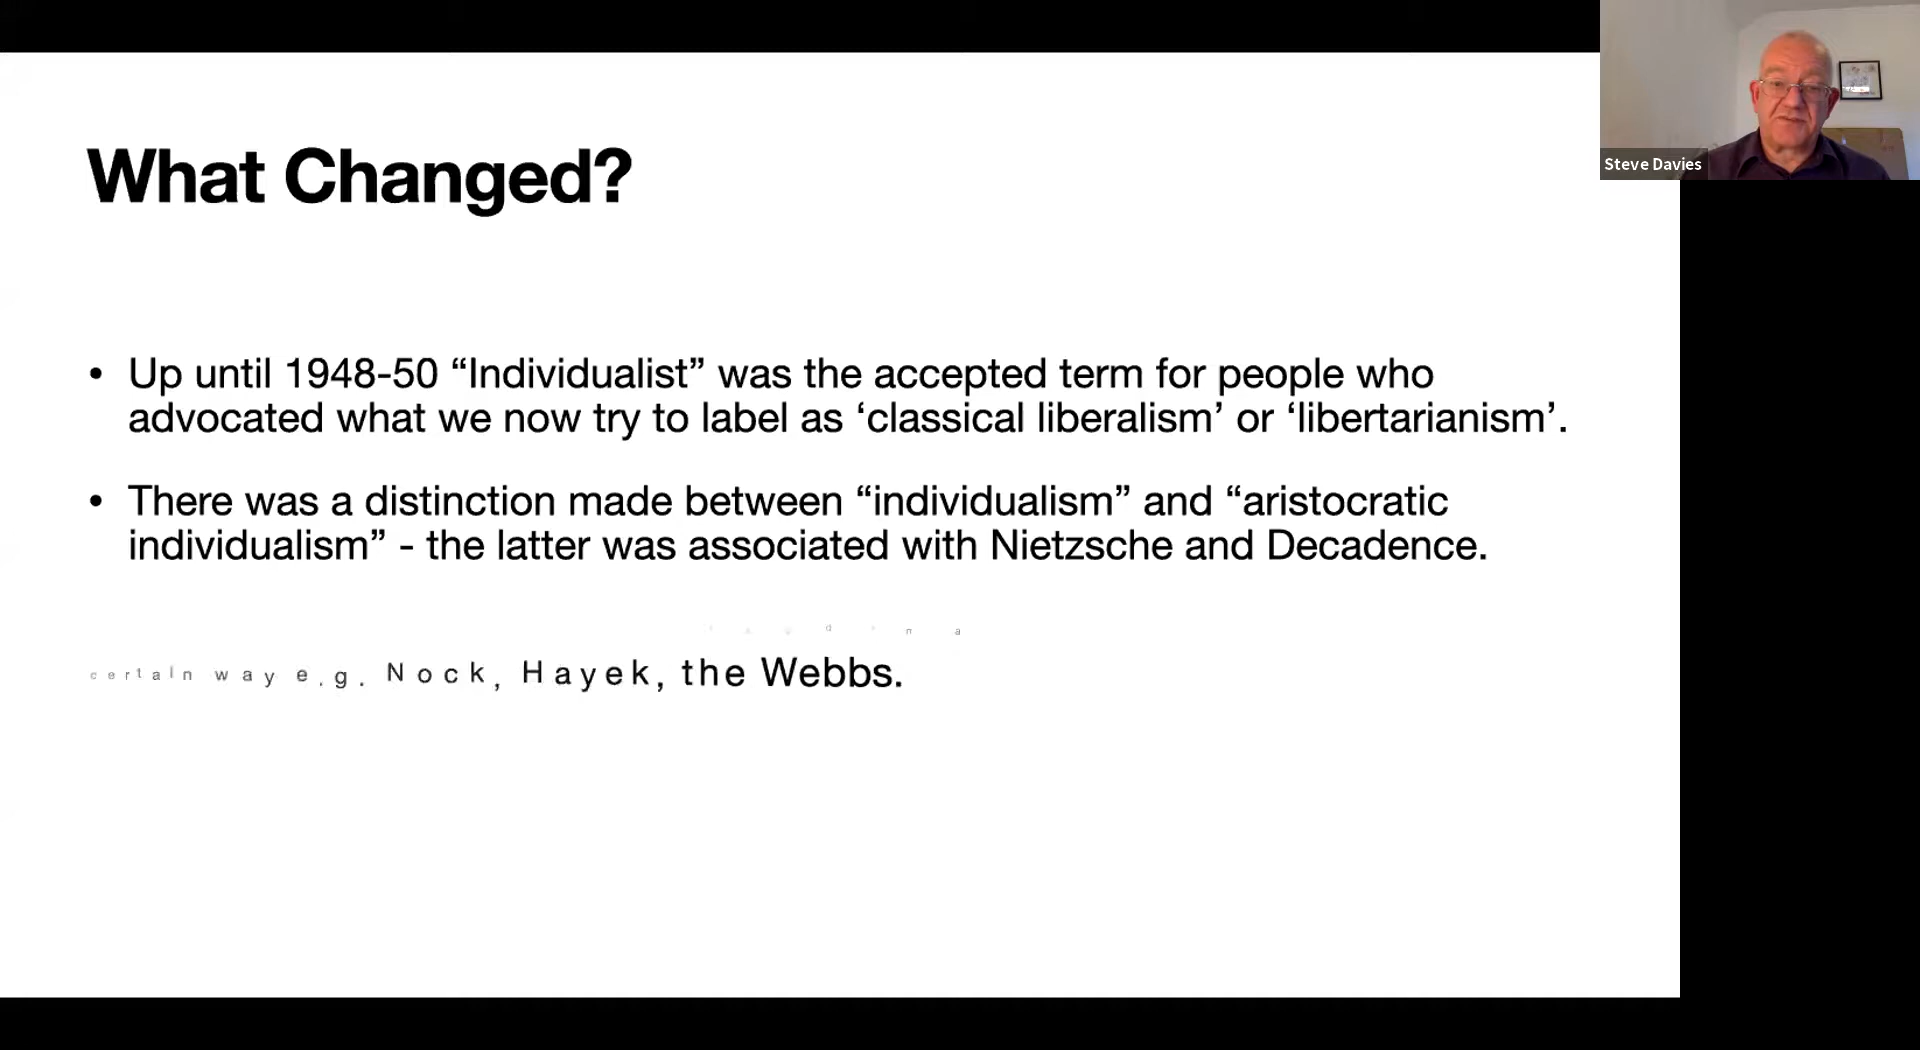 What Changed?
Steve Davies
• Up until 1948-50 “Individualist” was the accepted term for people who
advocated what we now try to label as ‘classical liberalism’ or ‘libertarianism’.
• There was a distinction made between “individualism” and “aristocratic
individualism” - the latter was associated with Nietzsche and Decadence.
a
certain way e.g. Nock, Hayek, the Webbs.